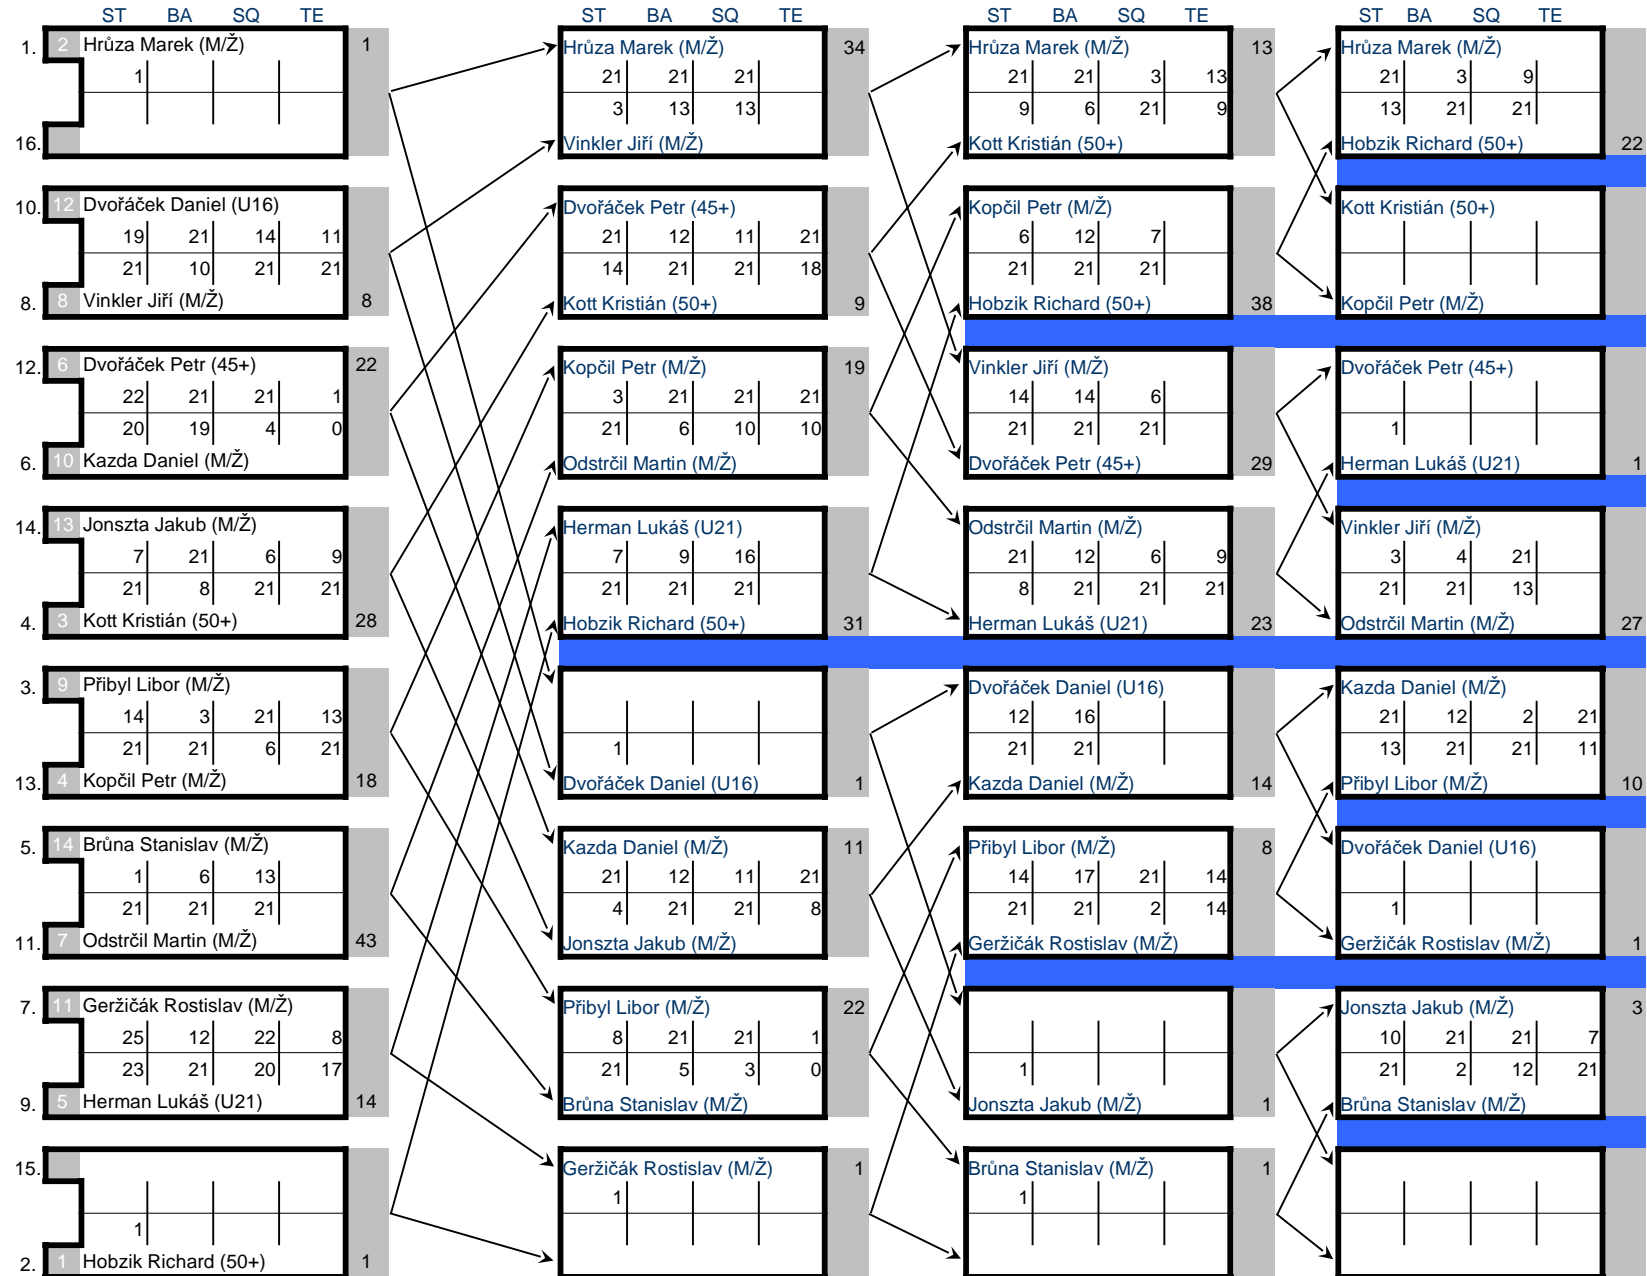 ST BA SQ TE ST BA SQ TE ST BA SQ TE ST BA SQ TE
1. 2 Hrůza Marek (M/Ž) 1 Hrůza Marek (M/Ž) 34 Hrůza Marek (M/Ž) 13 Hrůza Marek (M/Ž)
1 21 21 21 21 21 3 13 21 3 9
3 13 13 9 6 21 9 13 21 21
16. Vinkler Jiří (M/Ž) Kott Kristián (50+) Hobzik Richard (50+) 22
10. 12 Dvořáček Daniel (U16) Dvořáček Petr (45+) Kopčil Petr (M/Ž) Kott Kristián (50+)
19 21 14 11 21 12 11 21 6 12 7
21 10 21 21 14 21 21 18 21 21 21
8. 8 Vinkler Jiří (M/Ž) 8 Kott Kristián (50+) 9 Hobzik Richard (50+) 38 Kopčil Petr (M/Ž)
12. 6 Dvořáček Petr (45+) 22 Kopčil Petr (M/Ž) 19 Vinkler Jiří (M/Ž) Dvořáček Petr (45+)
22 21 21 1 3 21 21 21 14 14 6
20 19 4 0 21 6 10 10 21 21 21 1
6. 10 Kazda Daniel (M/Ž) Odstrčil Martin (M/Ž) Dvořáček Petr (45+) 29 Herman Lukáš (U21) 1
14. 13 Jonszta Jakub (M/Ž) Herman Lukáš (U21) Odstrčil Martin (M/Ž) Vinkler Jiří (M/Ž)
7 21 6 9 7 9 16 21 12 6 9 3 4 21
21 8 21 21 21 21 21 8 21 21 21 21 21 13
4. 3 Kott Kristián (50+) 28 Hobzik Richard (50+) 31 Herman Lukáš (U21) 23 Odstrčil Martin (M/Ž) 27
3. 9 Přibyl Libor (M/Ž) Dvořáček Daniel (U16) Kazda Daniel (M/Ž)
14 3 21 13 12 16 21 12 2 21
21 21 6 21 1 21 21 13 21 21 11
13. 4 Kopčil Petr (M/Ž) 18 Dvořáček Daniel (U16) 1 Kazda Daniel (M/Ž) 14 Přibyl Libor (M/Ž) 10
5. 14 Brůna Stanislav (M/Ž) Kazda Daniel (M/Ž) 11 Přibyl Libor (M/Ž) 8 Dvořáček Daniel (U16)
1 6 13 21 12 11 21 14 17 21 14
21 21 21 4 21 21 8 21 21 2 14 1
11. 7 Odstrčil Martin (M/Ž) 43 Jonszta Jakub (M/Ž) Geržičák Rostislav (M/Ž) Geržičák Rostislav (M/Ž) 1
7. 11 Geržičák Rostislav (M/Ž) Přibyl Libor (M/Ž) 22 Jonszta Jakub (M/Ž) 3
25 12 22 8 8 21 21 1 10 21 21 7
23 21 20 17 21 5 3 0 1 21 2 12 21
9. 5 Herman Lukáš (U21) 14 Brůna Stanislav (M/Ž) Jonszta Jakub (M/Ž) 1 Brůna Stanislav (M/Ž)
15. Geržičák Rostislav (M/Ž) 1 Brůna Stanislav (M/Ž) 1
1 1
1
2. 1 Hobzik Richard (50+) 1